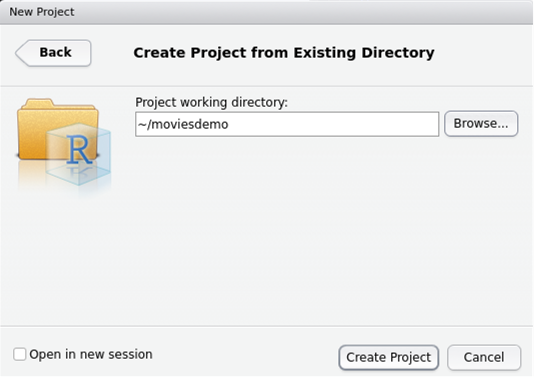 New Project
Back
Create Project from Existing Directory
Project working directory:
~/moviesdemo
Browse...
R
Open in new session
Create Project
Cancel